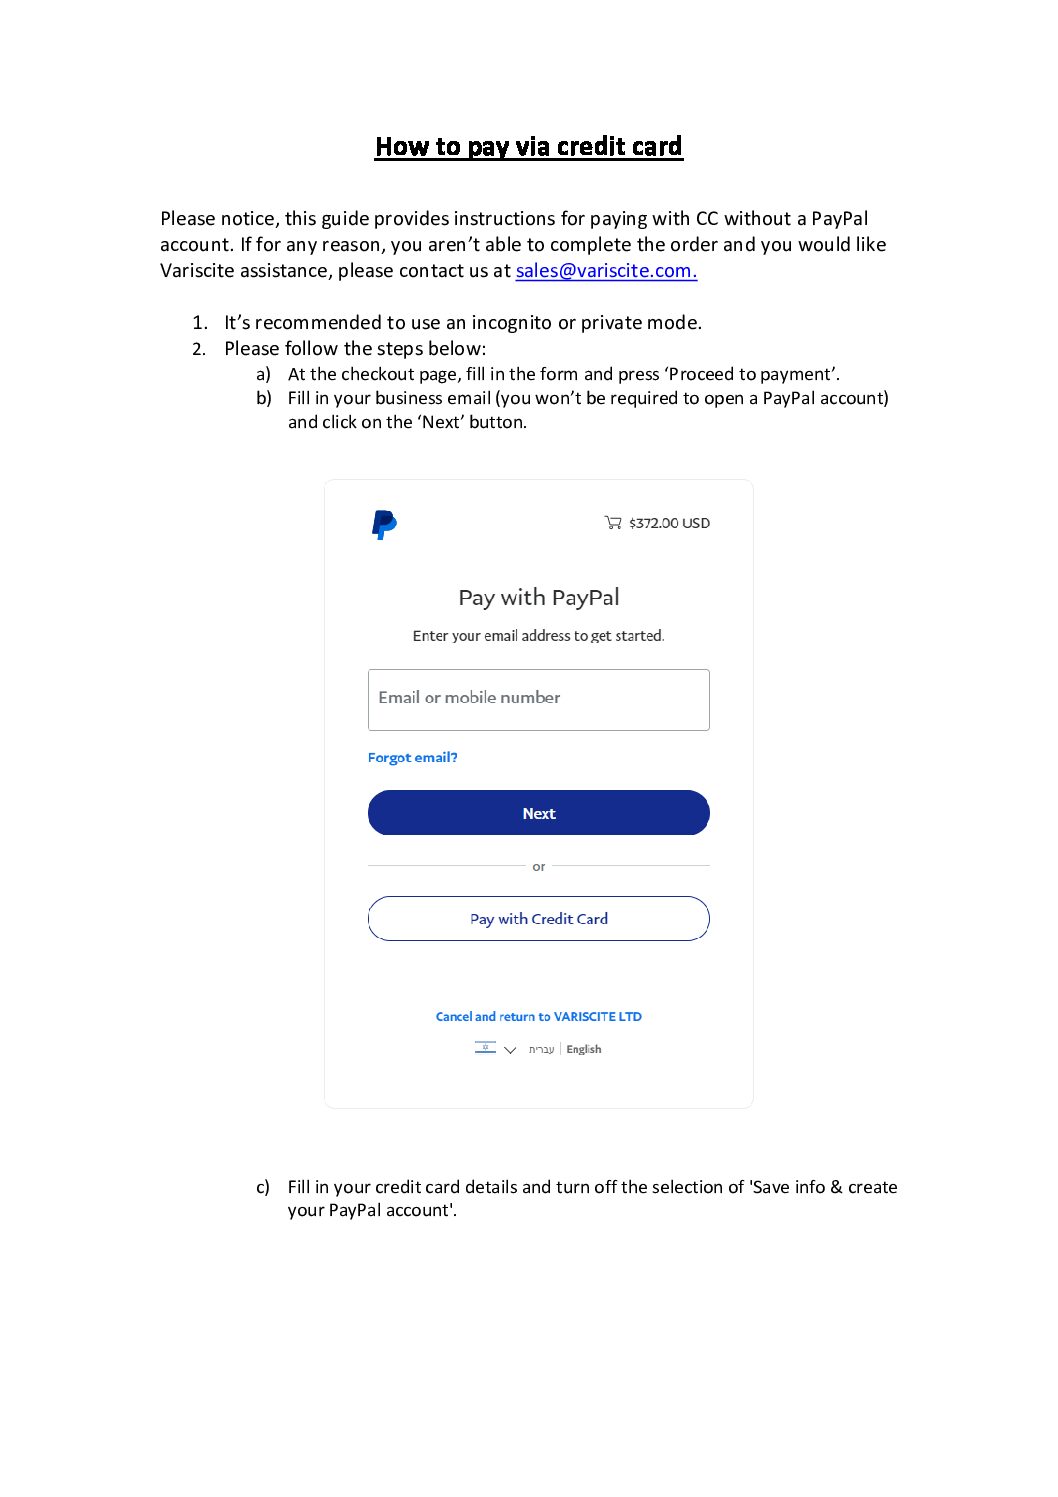 How to pay via credit card
Please notice, this guide provides instructions for paying with CC without a PayPal
account. If for any reason, you aren’t able to complete the order and you would like
Variscite assistance, please contact us at sales@variscite.com.
1. It’s recommended to use an incognito or private mode.
2. Please follow the steps below:
a) At the checkout page, fill in the form and press ‘Proceed to payment’.
b) Fill in your business email (you won’t be required to open a PayPal account)
and click on the ‘Next’ button.
$372.00 USD
Pay with PayPal
Enter your email address to get started.
Email or mobile number
Forgot email?
Next
or
Pay with Credit Card
Cancel and return to VARISCITE LTD
עברית | English
c) Fill in your credit card details and turn off the selection of 'Save info & create
your PayPal account'.